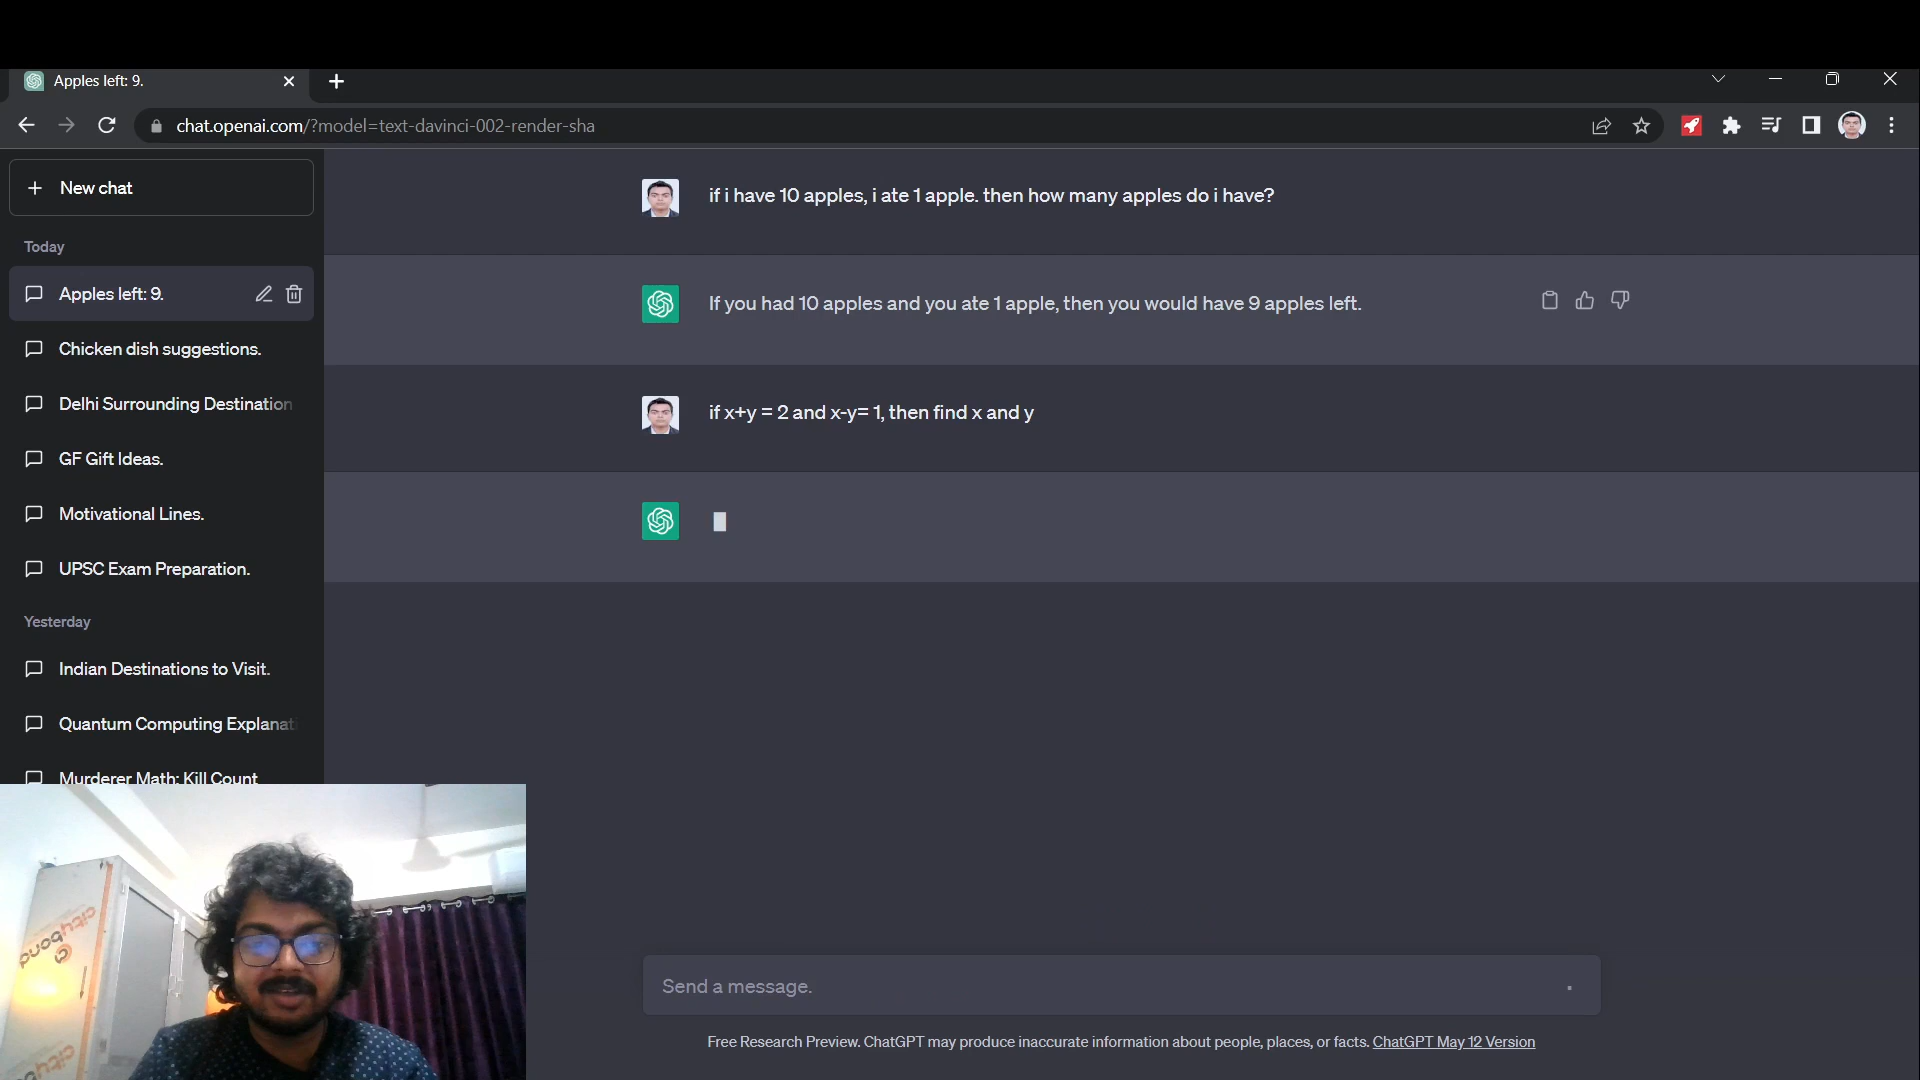 Apples left: 9.
chat.openai.com/?model=text-davinci-002-render-sha
New chat
Today
Apples left: 9.
Chicken dish suggestions.
Delhi Surrounding Destination
GF Gift Ideas.
Motivational Lines.
UPSC Exam Preparation.
Yesterday
Indian Destinations to Visit.
Quantum Computing Explanati
Murderer Math: Kill Count
if i have 10 apples, i ate 1 apple. then how many apples do i have?
If you had 10 apples and you ate 1 apple, then you would have 9 apples left.
if x+y = 2 and x-y= 1, then find x and y
Send a message.
Free Research Preview. ChatGPT may produce inaccurate information about people, places, or facts. ChatGPT May 12 Version
citybond
citybond